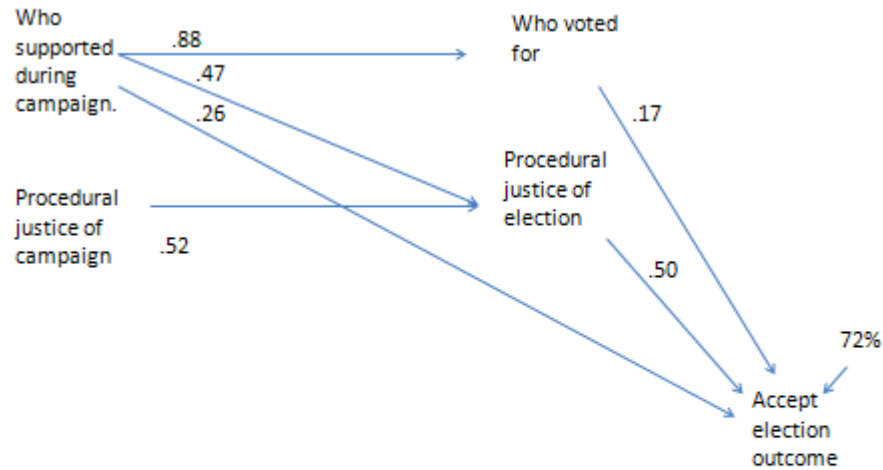 Who
supported
during
campaign.
.88
.47
.26
Who voted
for
.17
Procedural
justice of
campaign
.52
Procedural
justice of
election
.50
72%
Accept
election
outcome